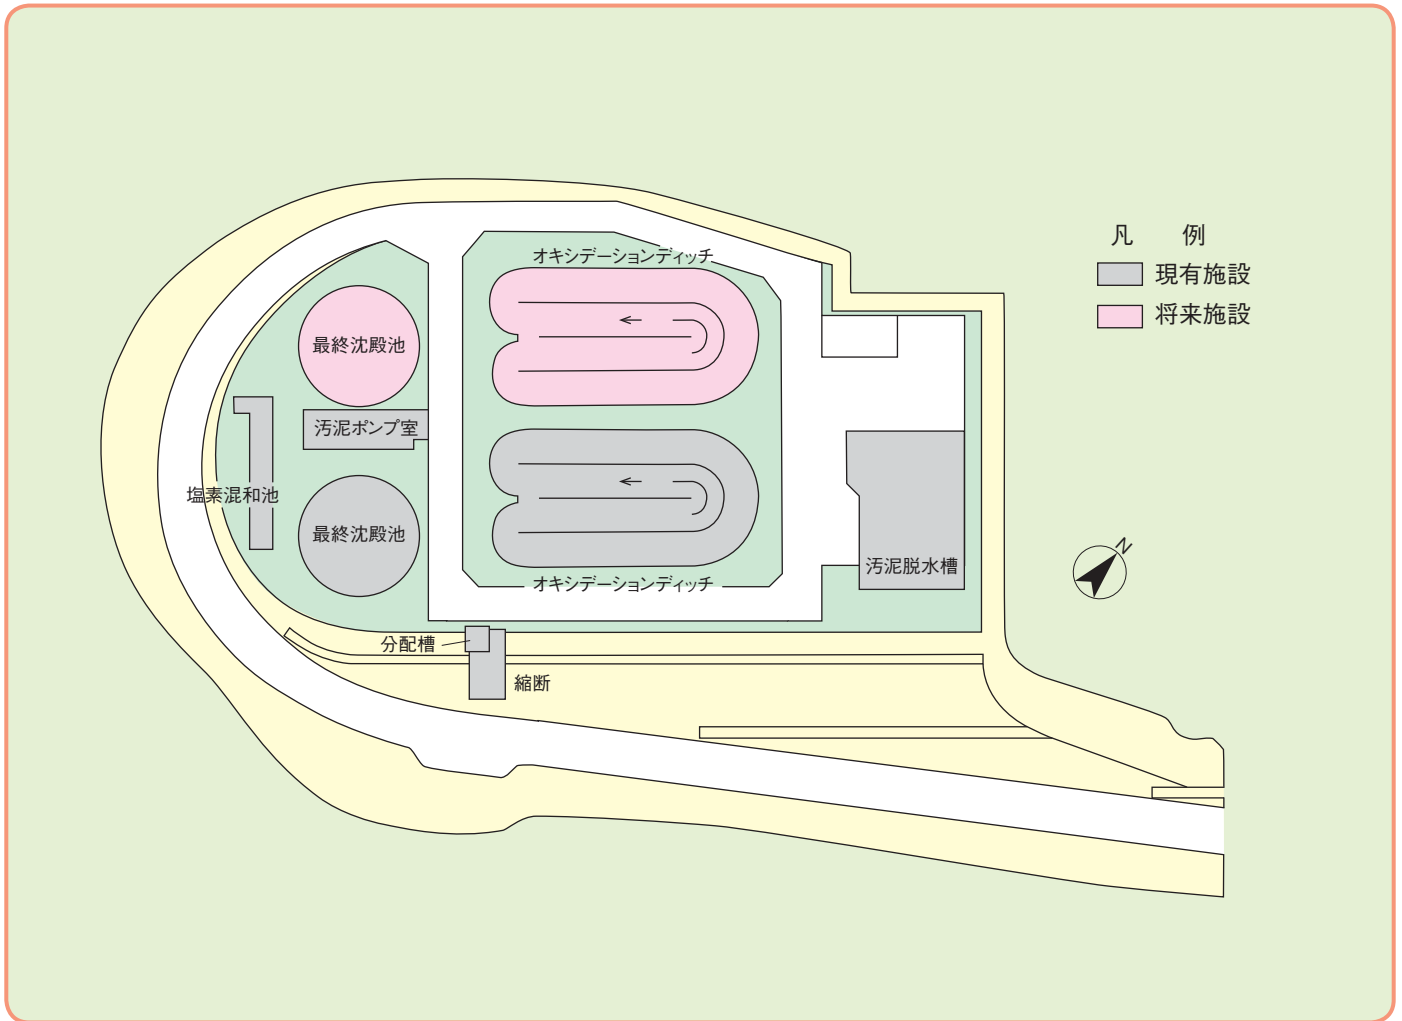 オキシデーションディッチ
凡 例
現有施設
将来施設
最終沈殿池
汚泥ポンプ室
塩素混和池
最終沈殿池
汚泥脱水槽
オキシデーションディッチ
分配槽
縮断
N